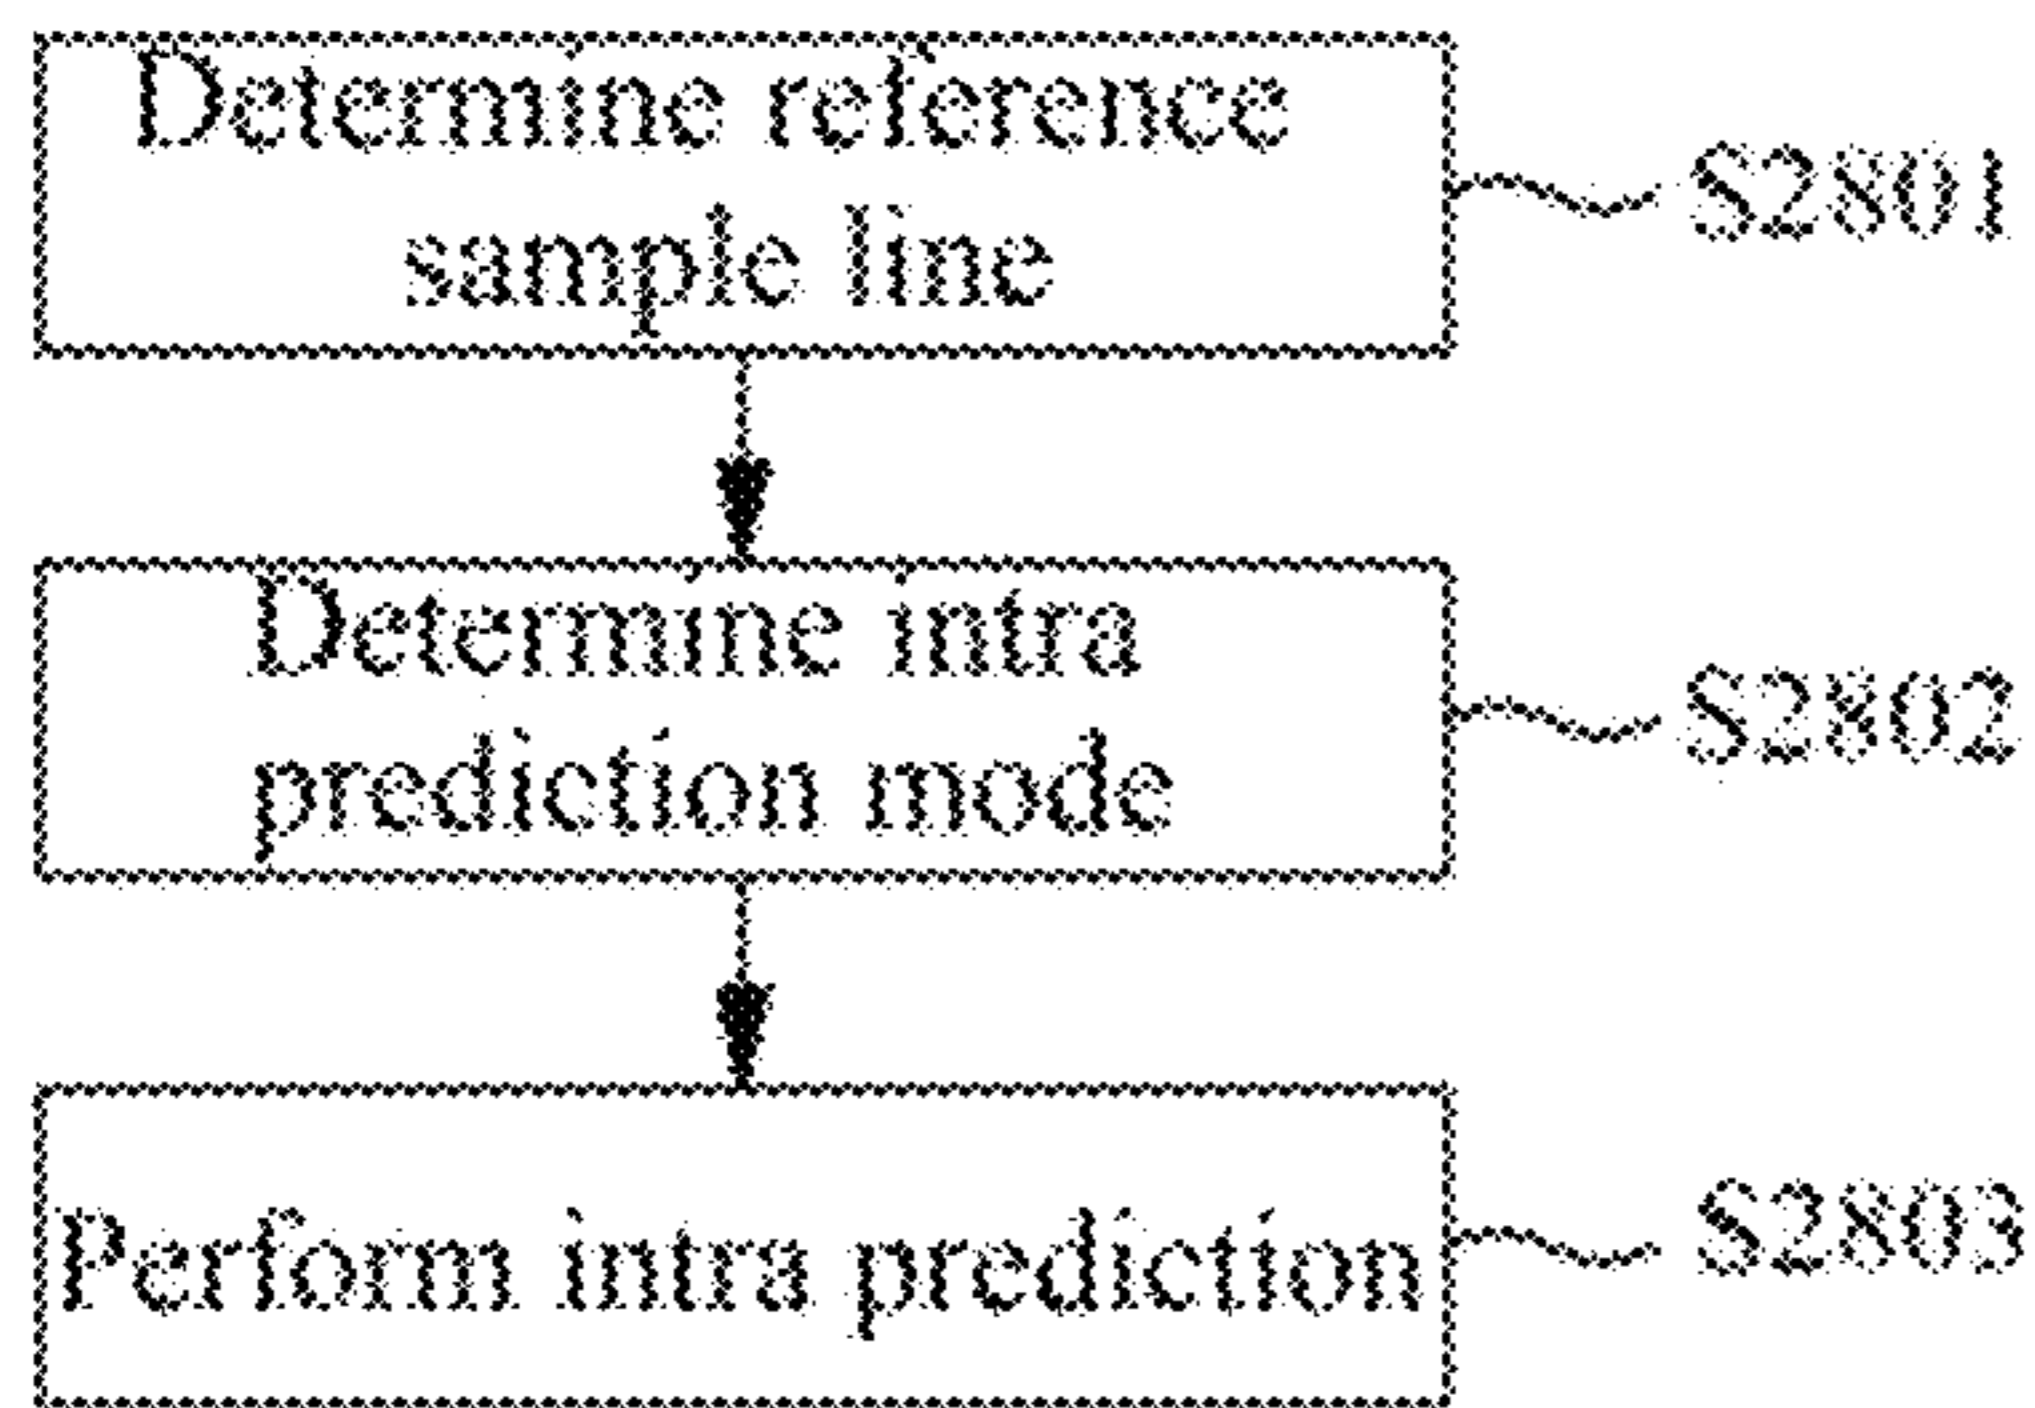 Determine reference
sample line
S2801
Determine intra
prediction mode
S2802
Perform intra prediction
S2803